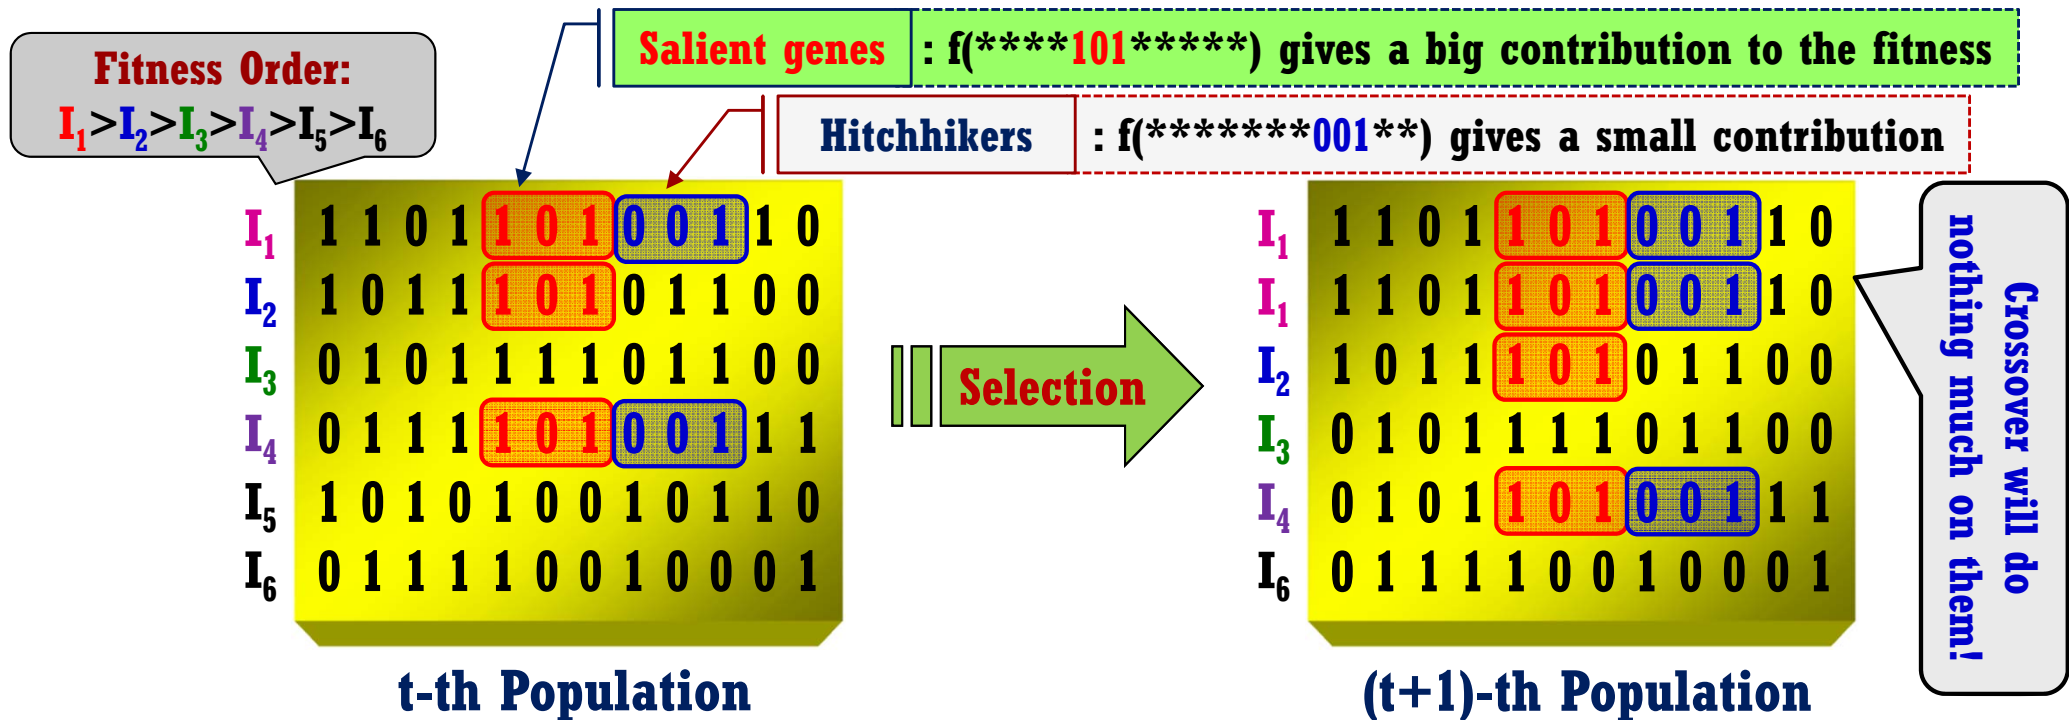 Salient genes : f(****101*****) gives a big contribution to the fitness
Fitness Order:
I1>I2>I3>I4>I5>I6
Hitchhikers : f(*******001**) gives a small contribution
I1 1 1 0 1 1 0 1 0 0 1 1 0
I2 1 0 1 1 1 0 1 0 1 1 0 0
I3 0 1 0 1 1 1 1 0 1 1 0 0
I4 0 1 1 1 1 0 1 0 0 1 1 1
I5 1 0 1 0 1 0 0 1 0 1 1 0
I6 0 1 1 1 1 0 0 1 0 0 0 1
t-th Population
Selection
I1 1 1 0 1 1 0 1 0 0 1 1 0
I1 1 1 0 1 1 0 1 0 0 1 1 0
I2 1 0 1 1 1 0 1 0 1 1 0 0
I3 0 1 0 1 1 1 1 0 1 1 0 0
I4 0 1 0 1 1 0 1 0 0 1 1 1
I6 0 1 1 1 1 0 0 1 0 0 0 1
(t+1)-th Population
Crossover will do
nothing much on them!